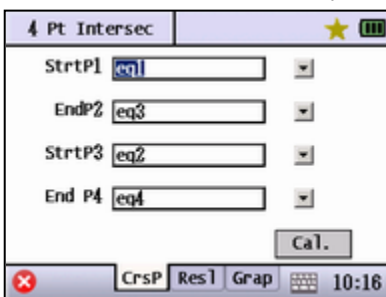 4 Pt Intersec
StrtP1 eq1
EndP2 eq3
StrtP3 eq2
End P4 eq4
Cal.
CrsP Resl Grap 10:16